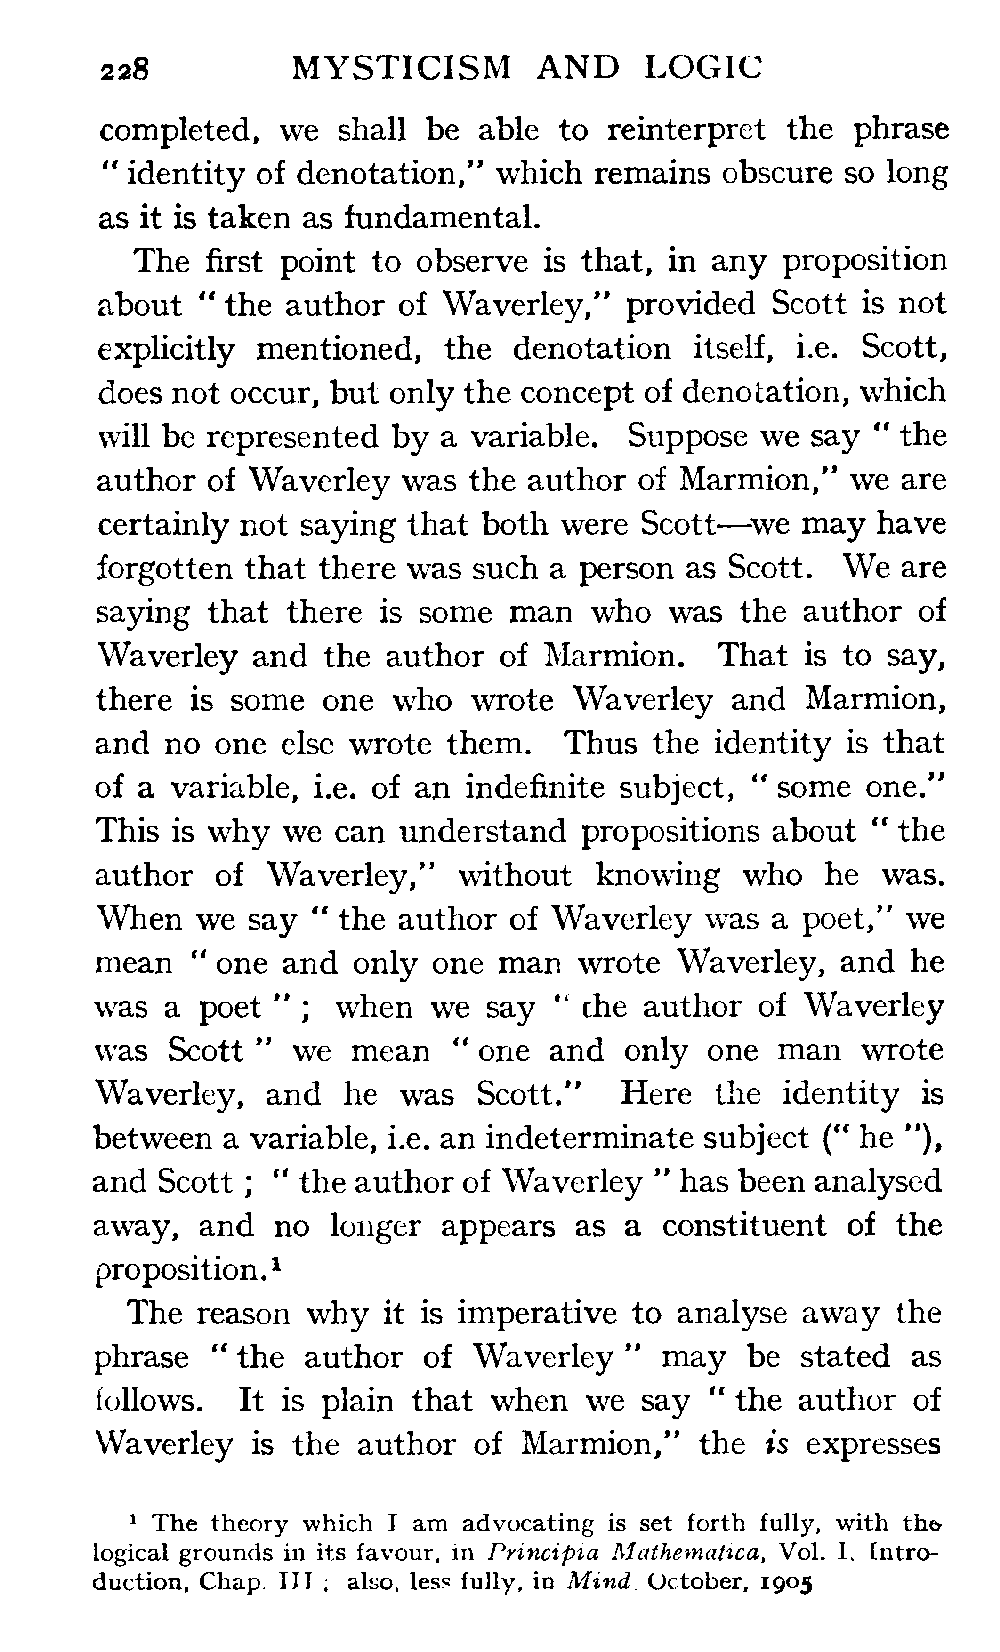 228 MYSTICISM AND LOGIC
completed, we shall be able to reinterpret the phrase
" identity of denotation," which remains obscure so long
as it is taken as fundamental.
The first point to observe is that, in any proposition
about " the author of Waverley," provided Scott is not
explicitly mentioned, the denotation itself, i.e. Scott,
does not occur, but only the concept of denotation, which
will be represented by a variable. Suppose we say " the
author of Waverley was the author of Marmion," we are
certainly not saying that both were Scott—we may have
forgotten that there was such a person as Scott. We are
saying that there is some man who was the author of
Waverley and the author of Marmion. That is to say,
there is some one who wrote Waverley and Marmion,
and no one else wrote them. Thus the identity is that
of a variable, i.e. of an indefinite subject, " some one."
This is why we can understand propositions about " the
author of Waverley," without knowing who he was.
When we say " the author of Waverley was a poet," we
mean " one and only one man wrote Waverley, and he
was a poet " ; when we say " the author of Waverley
was Scott " we mean " one and only one man wrote
Waverley, and he was Scott." Here the identity is
between a variable, i.e. an indeterminate subject (" he "),
and Scott ; " the author of Waverley " has been analysed
away, and no longer appears as a constituent of the
proposition.¹
The reason why it is imperative to analyse away the
phrase " the author of Waverley " may be stated as
follows. It is plain that when we say " the author of
Waverley is the author of Marmion," the is expresses
¹ The theory which I am advocating is set forth fully, with the
logical grounds in its favour, in Principia Mathematica, Vol. I. Intro-
duction, Chap. III ; also, less fully, in Mind. October, 1905